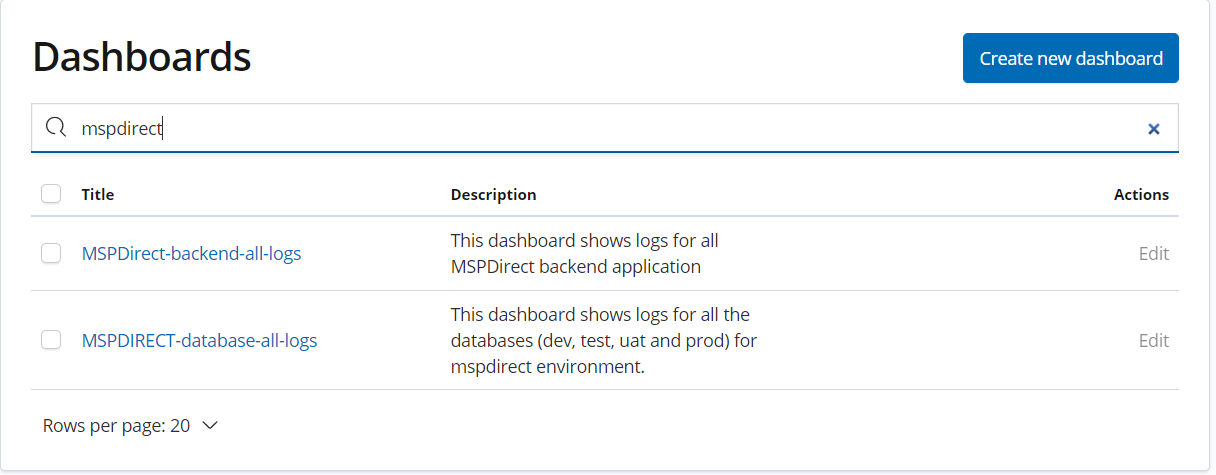 Dashboards
Create new dashboard
mspdirect
Title
Description
Actions
MSPDirect-backend-all-logs
This dashboard shows logs for all
MSPDirect backend application
Edit
MSPDIRECT-database-all-logs
This dashboard shows logs for all the
databases (dev, test, uat and prod) for
mspdirect environment.
Edit
Rows per page: 20